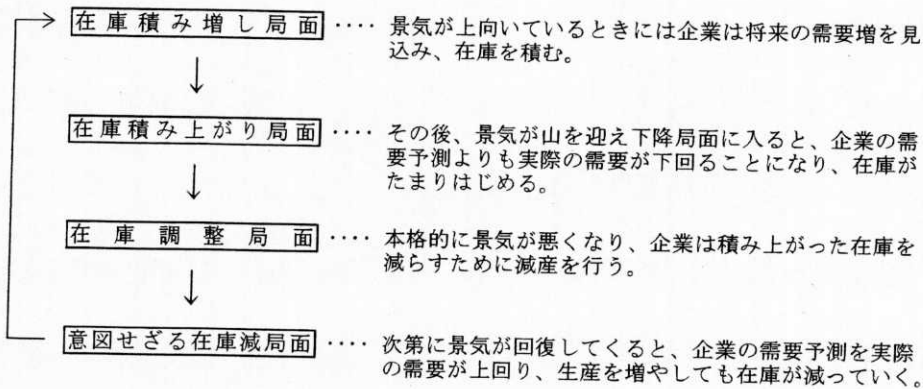 在庫積み増し局面‥‥景気が上向いているときには企業は将来の需要増を見
込み、在庫を積む。
在庫積み上がり局面‥‥その後、景気が山を迎え下降局面に入ると、企業の需
要予測よりも実際の需要が下回ることになり、在庫が
たまりはじめる。
在庫調整局面‥‥本格的に景気が悪くなり、企業は積み上がった在庫を
減らすために減産を行う。
意図せざる在庫減局面‥‥次第に景気が回復してくると、企業の需要予測を実際
の需要が上回り、生産を増やしても在庫が減っていく。